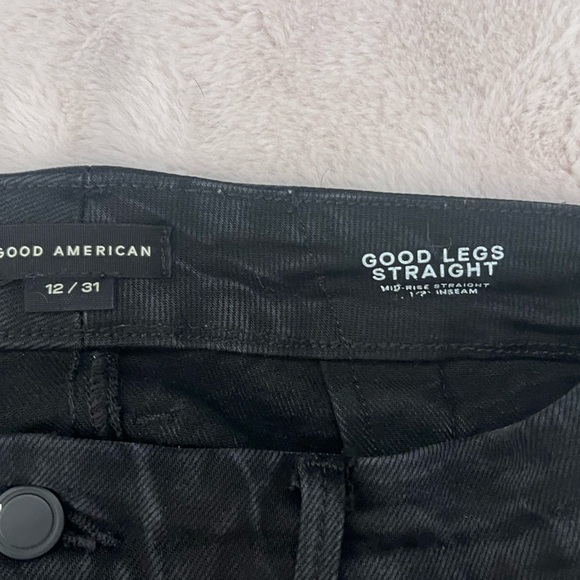 GOOD AMERICAN
12 / 31
GOOD LEGS
STRAIGHT
MID-RISE STRAIGHT
INSEAM